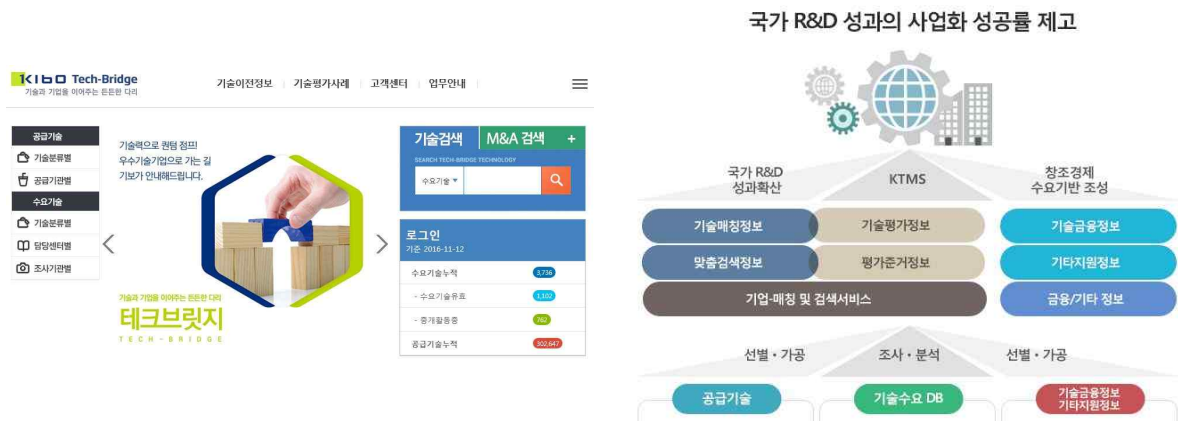 KIBO Tech-Bridge
기술과 기업을 이어주는 든든한 다리
기술이전정보
기술평가사례
고객센터
업무안내
공급기술
기술분류별
공급기관별
수요기술
기술분류별
담당센터별
조사기관별
기술력으로 퀀텀 점프!
우수기술기업으로 가는 길
기보가 안내해드립니다.
기술과 기업을 이어주는 든든한 다리
테크브릿지
TECH-BRIDGE
기술검색
M&A 검색 +
SEARCH TECH-BRIDGE TECHNOLOGY
수요기술
로그인
기준 2016-11-12
수요기술누적 3,736
- 수요기술유효 1,102
- 중개활동중 762
공급기술누적 302,647
국가 R&D 성과의 사업화 성공률 제고
국가 R&D
성과확산
KTMS
창조경제
수요기반 조성
기술매칭정보
기술평가정보
기술금융정보
맞춤검색정보
평가준거정보
기타지원정보
기업-매칭 및 검색서비스
금융/기타 정보
선별・가공
조사・분석
선별・가공
공급기술
기술수요 DB
기술금융정보
기타지원정보